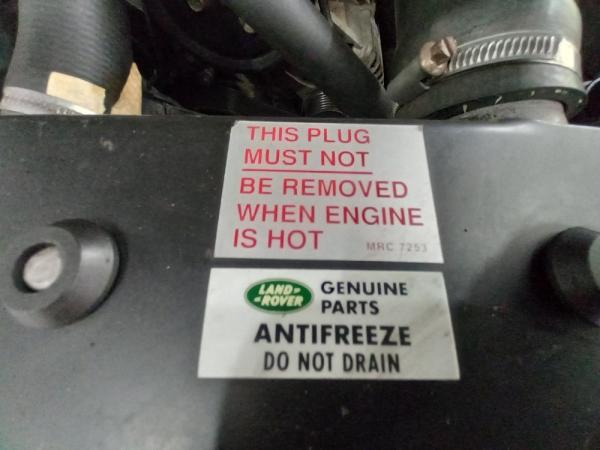 THIS PLUG
MUST NOT
BE REMOVED
WHEN ENGINE
IS HOT MRC 7253
LAND-
-ROVER
GENUINE
PARTS
ANTIFREEZE
DO NOT DRAIN